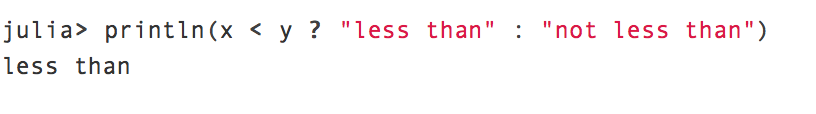 julia> println(x < y ? "less than" : "not less than")
less than